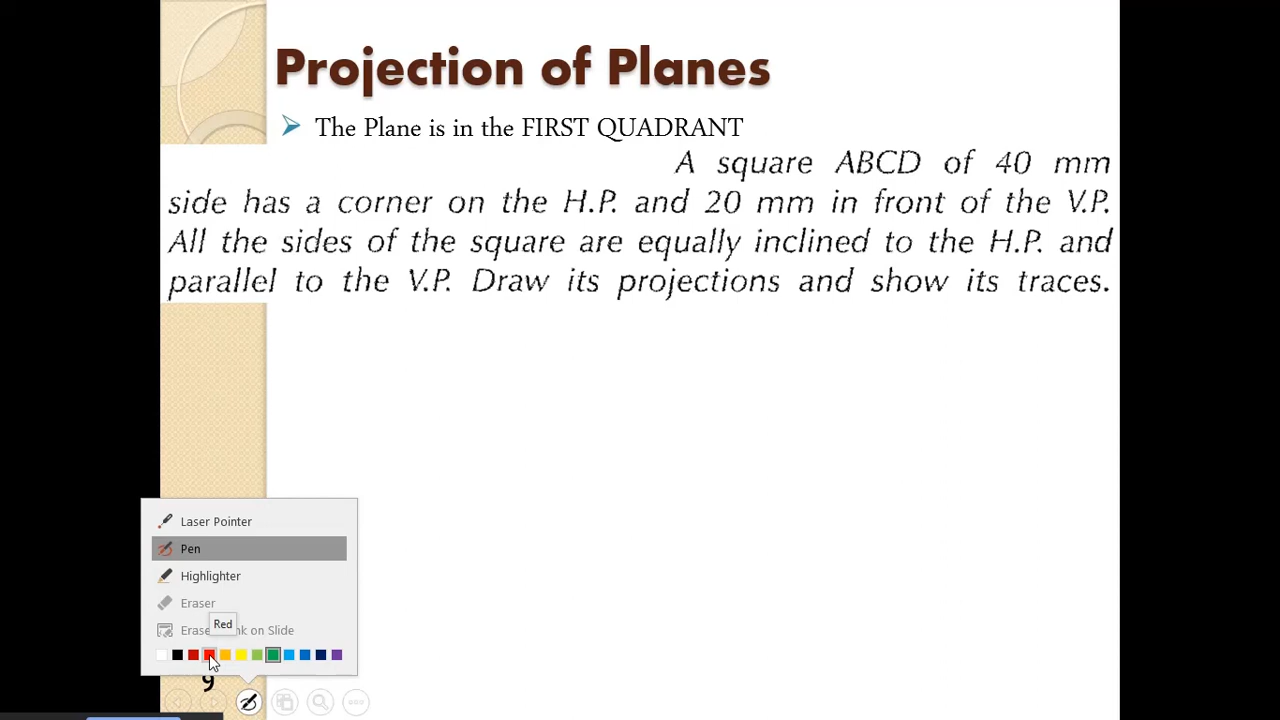 Projection of Planes
The Plane is in the FIRST QUADRANT
A square ABCD of 40 mm
side has a corner on the H.P. and 20 mm in front of the V.P.
All the sides of the square are equally inclined to the H.P. and
parallel to the V.P. Draw its projections and show its traces.
Laser Pointer
Pen
Highlighter
Eraser
Red
Erase nk on Slide
9